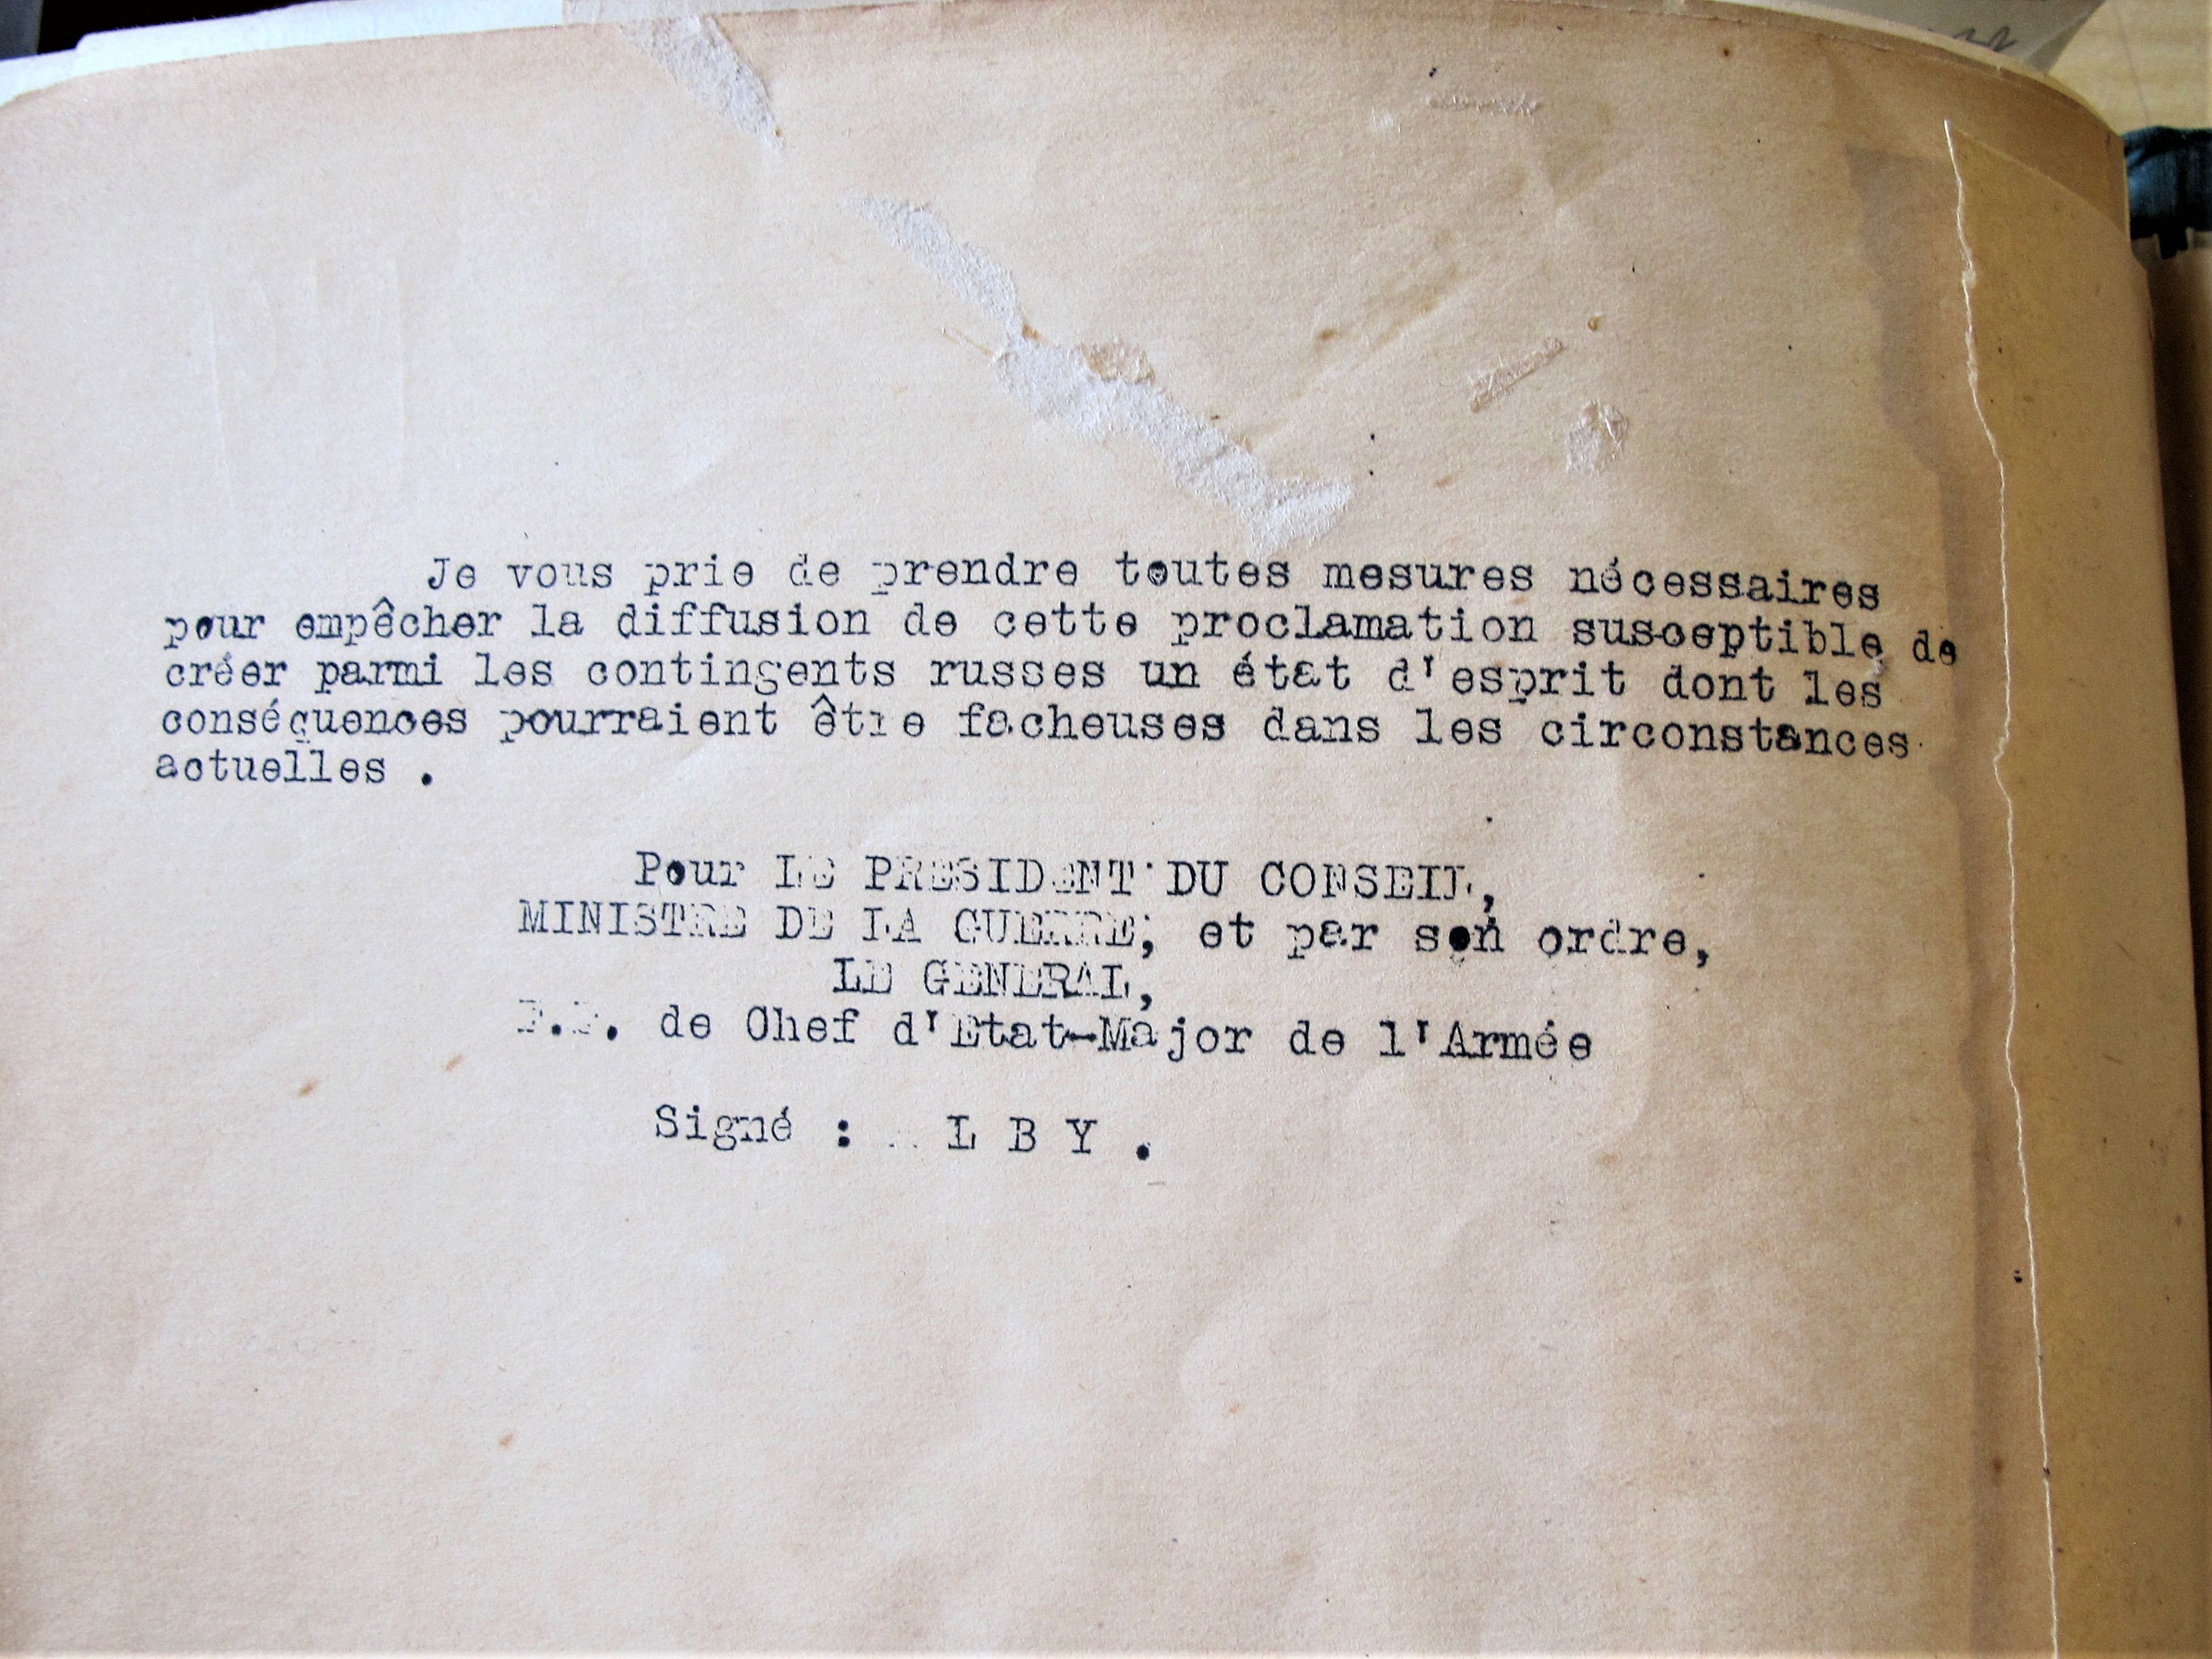 Je vous prie de prendre toutes mesures nécessaires
pour empêcher la diffusion de cette proclamation susceptible de
créer parmi les contingents russes un état d'esprit dont les
conséquences pourraient être facheuses dans les circonstances
actuelles .
Pour LE PRESIDENT DU CONSEIL,
MINISTRE DE LA GUERRE, et par son ordre,
LE GENERAL,
de Chef d'Etat-Major de l'Armée
Signé : L B Y .